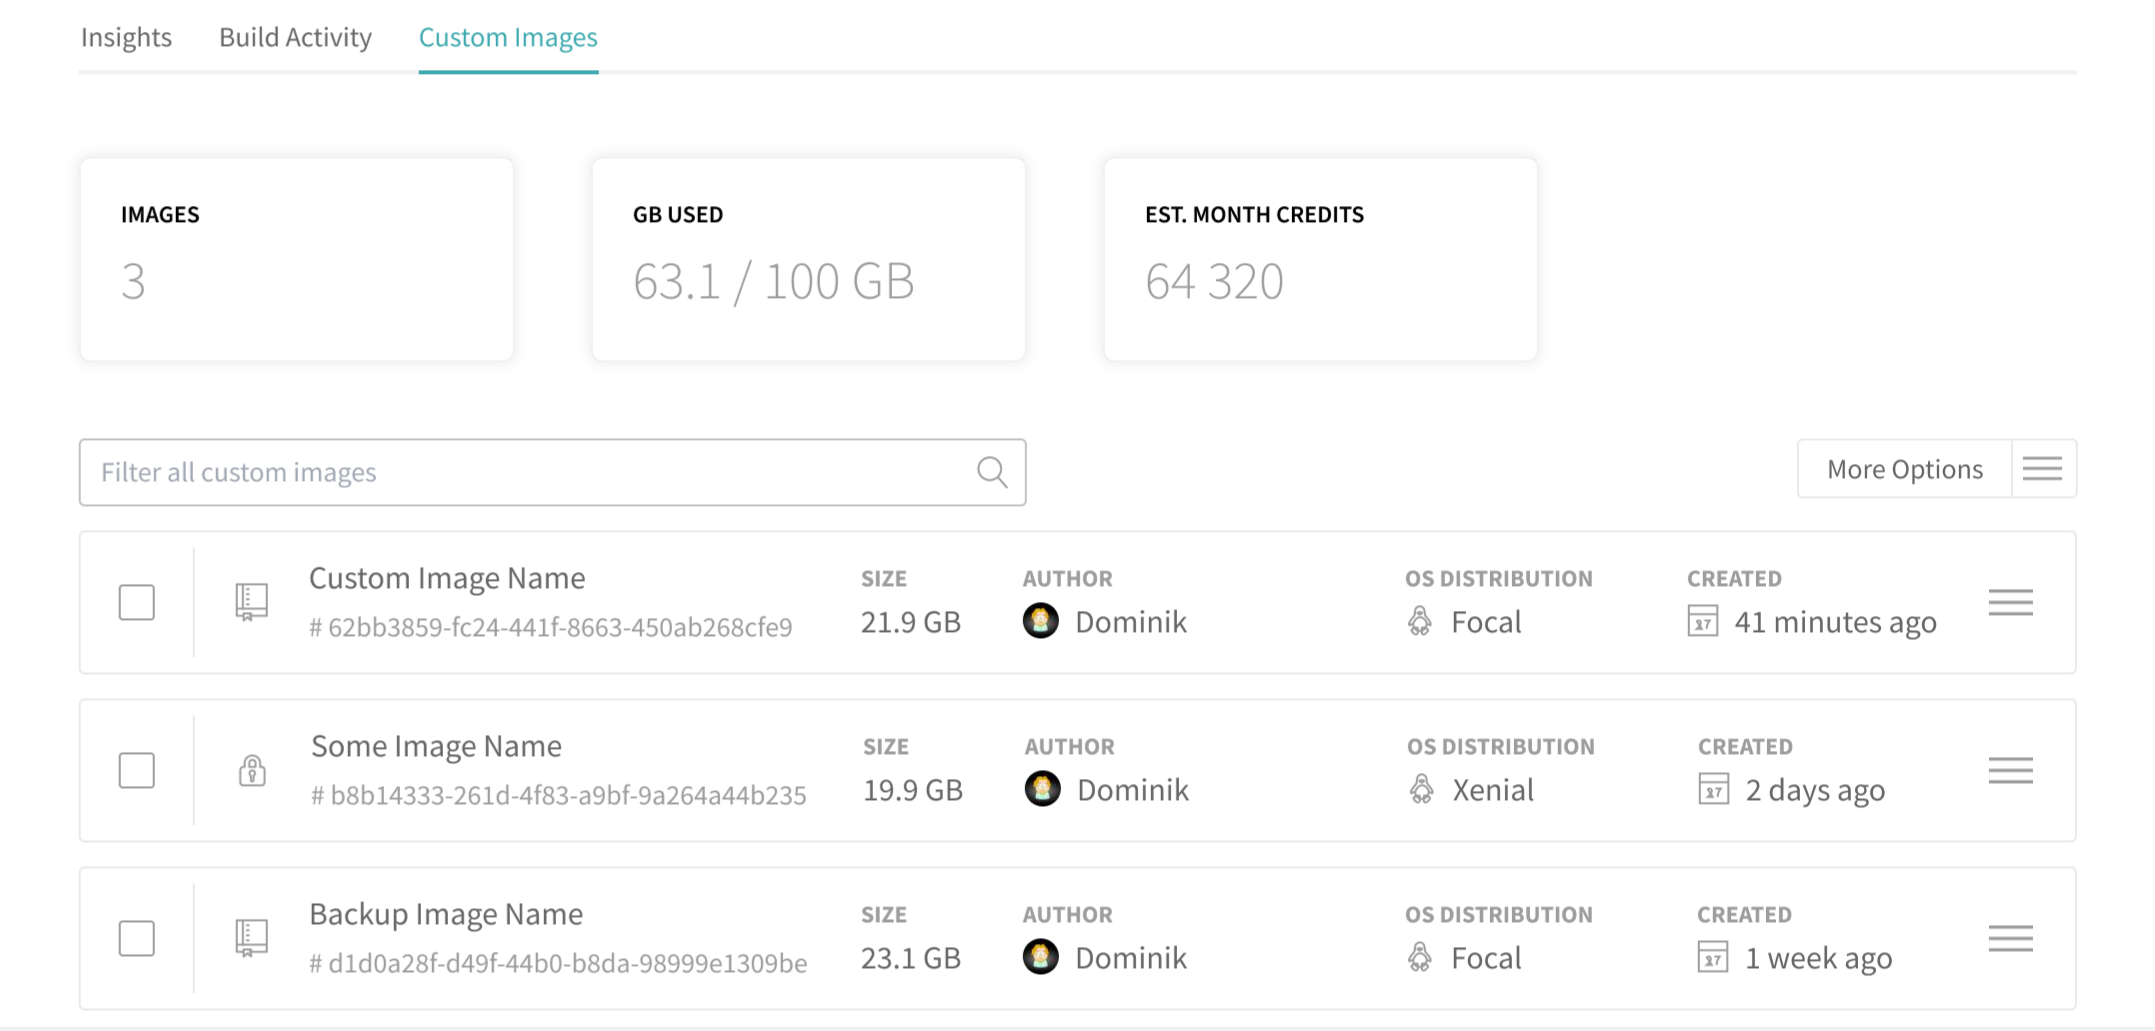 Insights Build Activity Custom Images
IMAGES
3
GB USED
63.1 / 100 GB
EST. MONTH CREDITS
64 320
Filter all custom images
More Options
Custom Image Name
# 62bb3859-fc24-441f-8663-450ab268cfe9
SIZE
21.9 GB
AUTHOR
Dominik
OS DISTRIBUTION
Focal
CREATED
17 41 minutes ago
Some Image Name
# b8b14333-261d-4f83-a9bf-9a264a44b235
SIZE
19.9 GB
AUTHOR
Dominik
OS DISTRIBUTION
Xenial
CREATED
17 2 days ago
Backup Image Name
# d1d0a28f-d49f-44b0-b8da-98999e1309be
SIZE
23.1 GB
AUTHOR
Dominik
OS DISTRIBUTION
Focal
CREATED
17 1 week ago